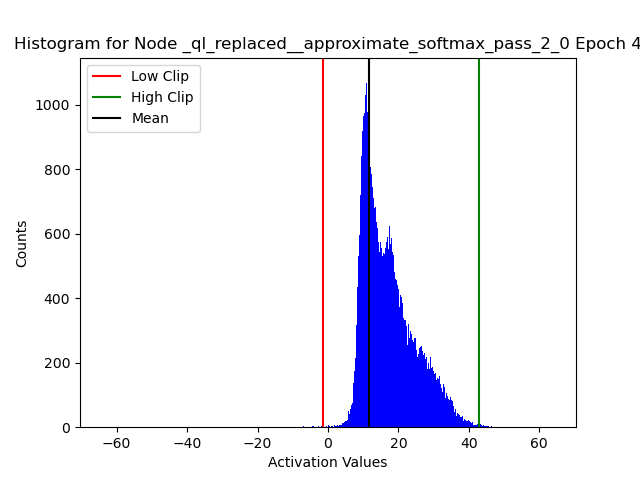 Histogram for Node _ql_replaced__approximate_softmax_pass_2_0 Epoch 4
Low Clip
High Clip
Mean
1000
800
600
400
200
0
Counts
−60
−40
−20
0
20
40
60
Activation Values